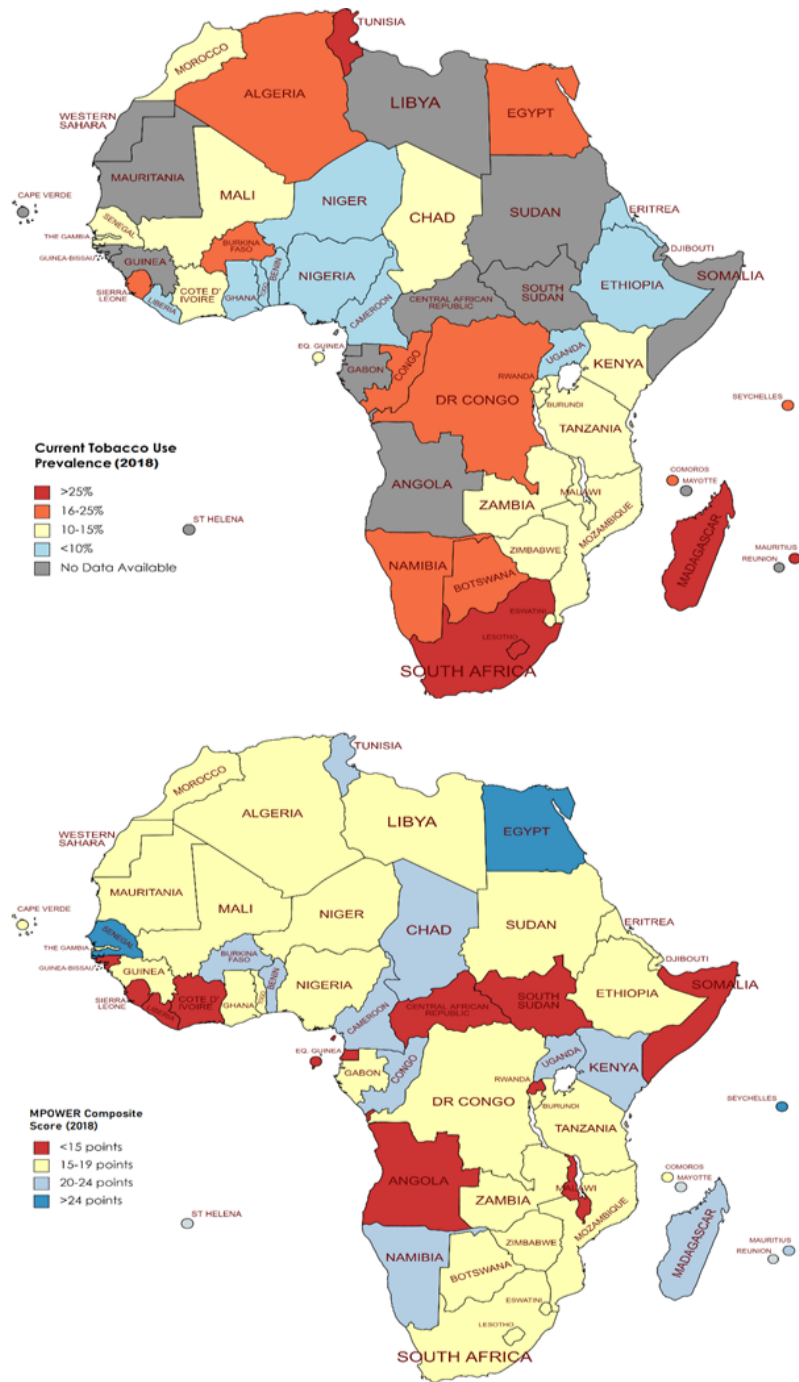 TUNISIA
MOROCCO
ALGERIA
LIBYA
EGYPT
WESTERN
SAHARA
MAURITANIA
MALI
NIGER
CHAD
SUDAN
ERITREA
CAPE VERDE
SENEGAL
THE GAMBIA
GUINEA-BISSAU
GUINEA
BURKINA
FASO
DJIBOUTI
SIERRA
LEONE
LIBERIA
COTE D'
IVOIRE
GHANA
TOGO
BENIN
NIGERIA
CAMEROON
CENTRAL AFRICAN
REPUBLIC
SOUTH
SUDAN
ETHIOPIA
SOMALIA
EQ. GUINEA
GABON
CONGO
DR CONGO
UGANDA
KENYA
RWANDA
BURUNDI
TANZANIA
SEYCHELLES
Current Tobacco Use
Prevalence (2018)
>25%
16-25%
10-15%
<10%
No Data Available
ST HELENA
ANGOLA
ZAMBIA
MALAWI
MOZAMBIQUE
COMOROS
MAYOTTE
ZIMBABWE
NAMIBIA
BOTSWANA
MADAGASCAR
MAURITIUS
REUNION
ESWATINI
LESOTHO
SOUTH AFRICA
TUNISIA
MOROCCO
ALGERIA
LIBYA
EGYPT
WESTERN
SAHARA
MAURITANIA
MALI
NIGER
CHAD
SUDAN
ERITREA
CAPE VERDE
SENEGAL
THE GAMBIA
GUINEA-BISSAU
GUINEA
BURKINA
FASO
DJIBOUTI
SIERRA
LEONE
LIBERIA
COTE D'
IVOIRE
GHANA
TOGO
BENIN
NIGERIA
CAMEROON
CENTRAL AFRICAN
REPUBLIC
SOUTH
SUDAN
ETHIOPIA
SOMALIA
EQ. GUINEA
GABON
CONGO
DR CONGO
UGANDA
KENYA
RWANDA
BURUNDI
TANZANIA
SEYCHELLES
MPOWER Composite
Score (2018)
<15 points
15-19 points
20-24 points
>24 points
ST HELENA
ANGOLA
ZAMBIA
MALAWI
MOZAMBIQUE
COMOROS
MAYOTTE
ZIMBABWE
NAMIBIA
BOTSWANA
MADAGASCAR
MAURITIUS
REUNION
ESWATINI
LESOTHO
SOUTH AFRICA